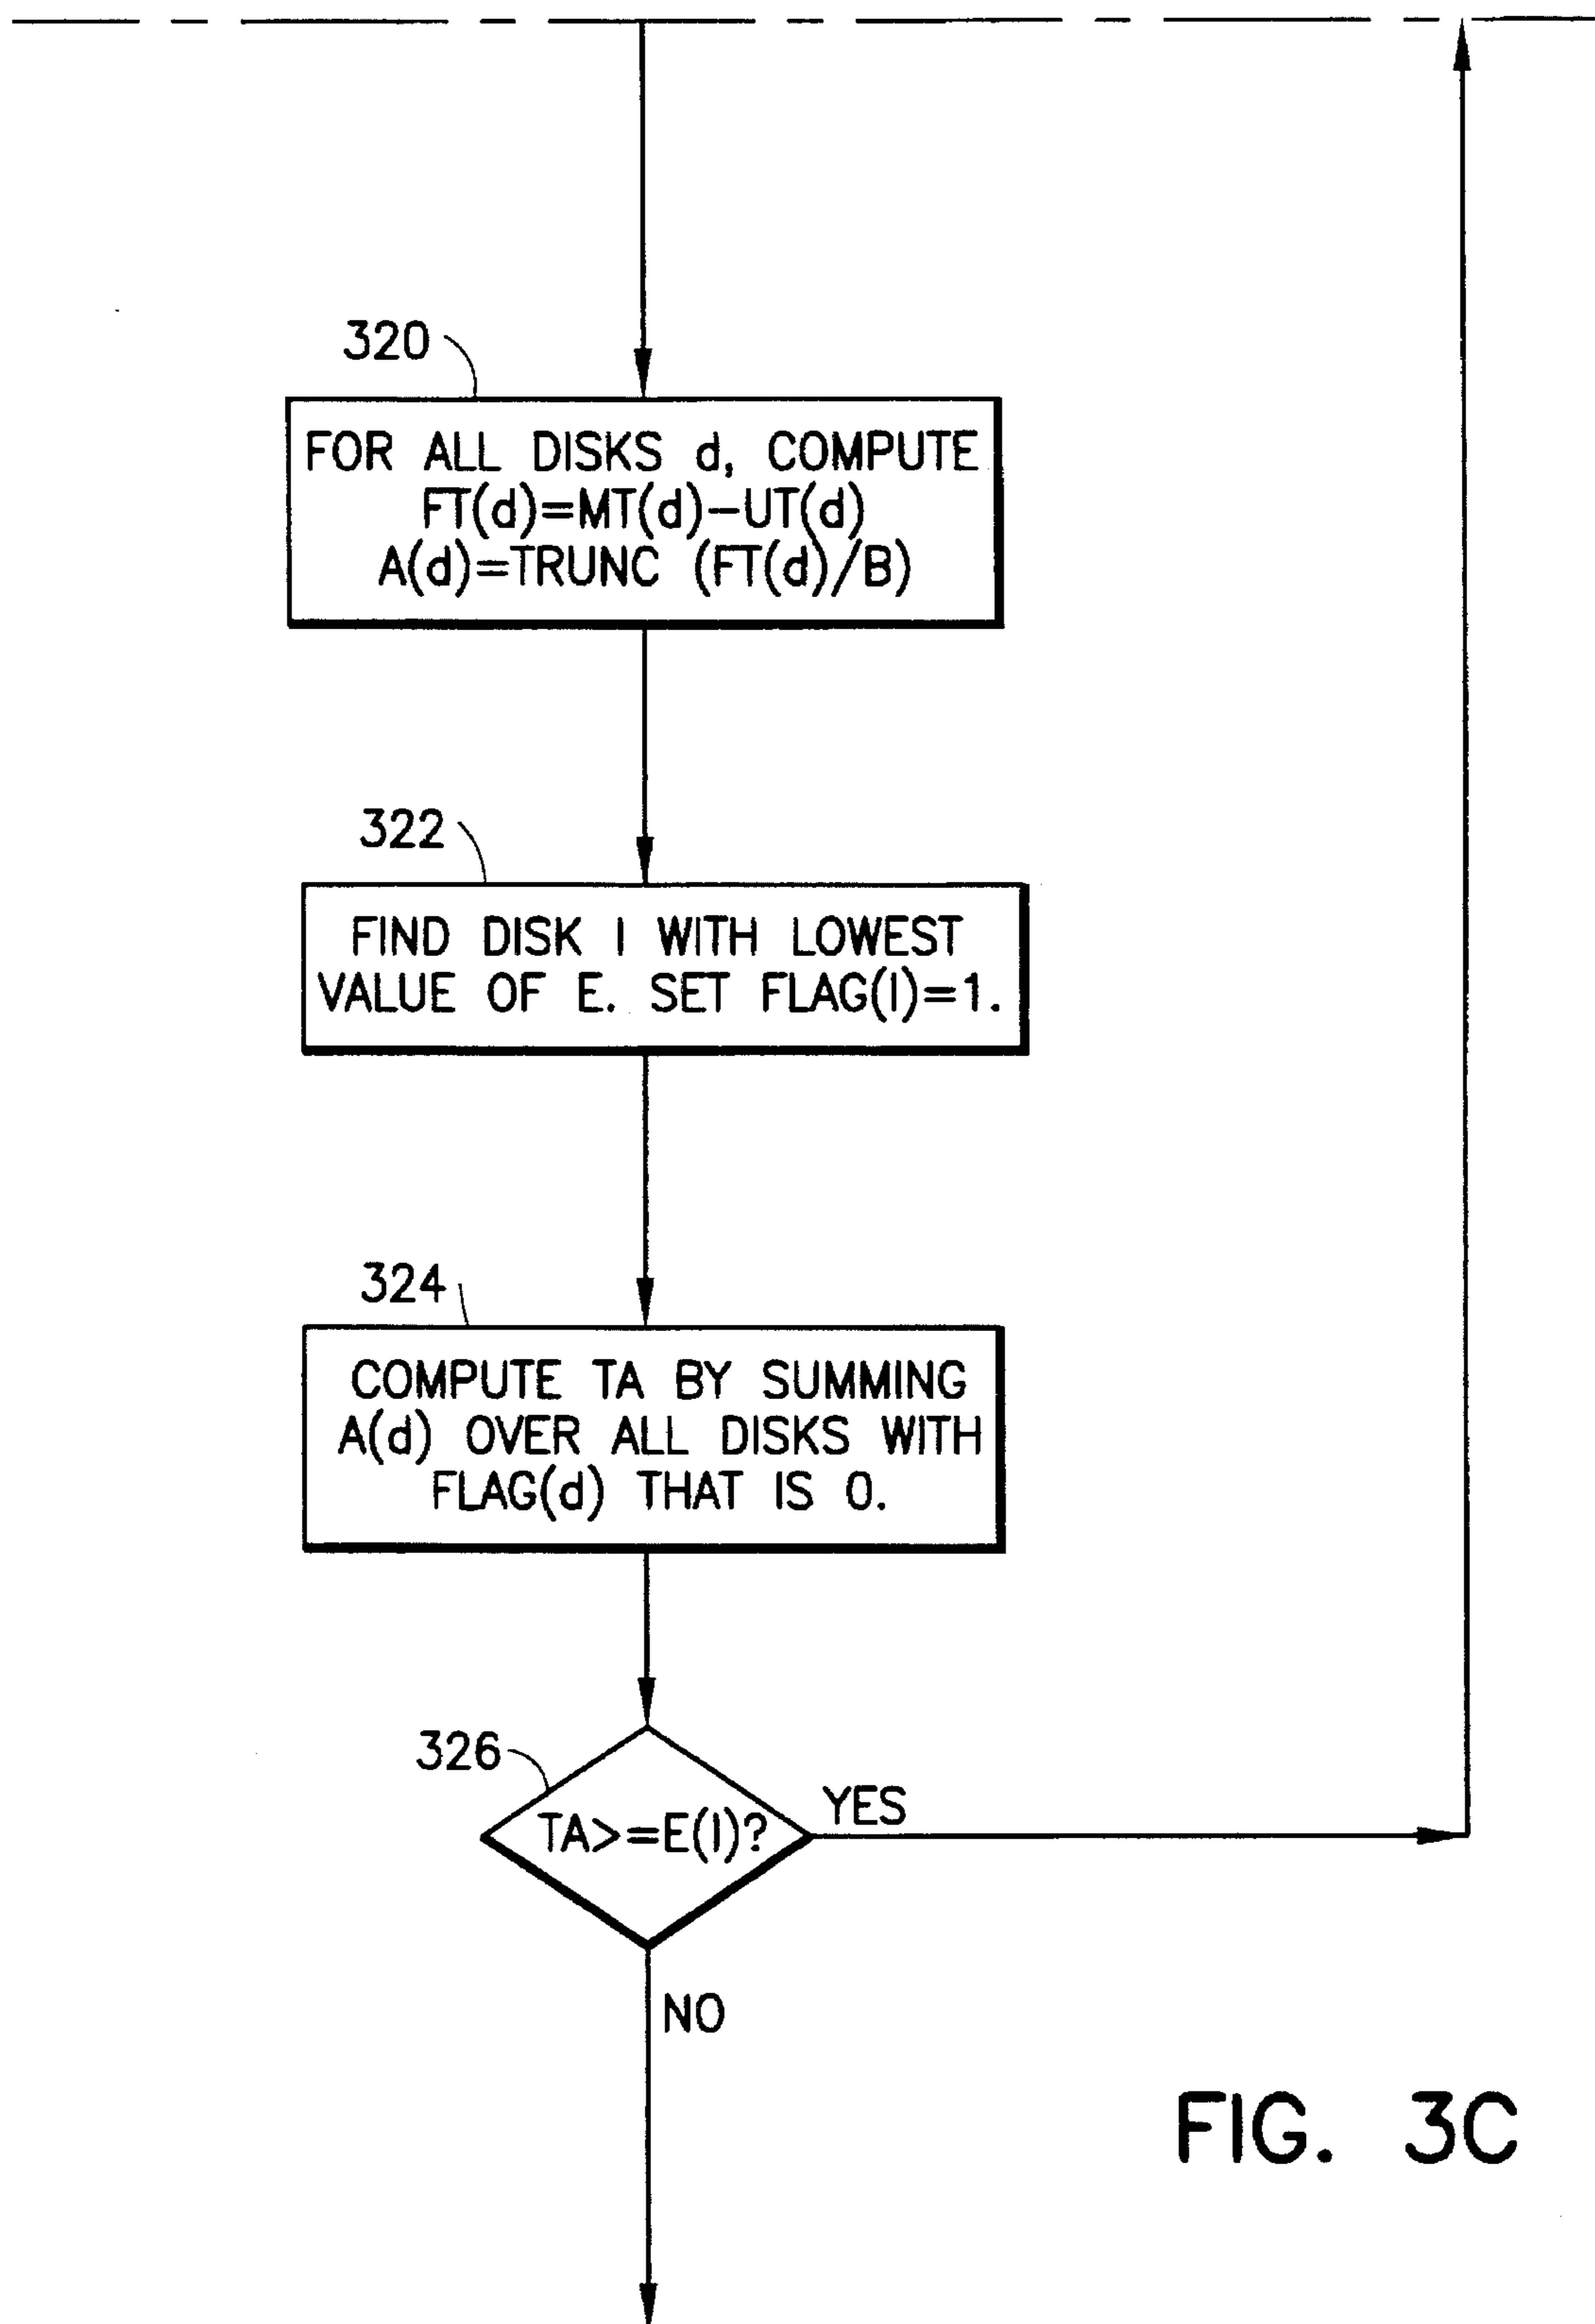 320
FOR ALL DISKS d, COMPUTE
FT(d)=MT(d)-UT(d)
A(d)=TRUNC (FT(d)/B)
322
FIND DISK I WITH LOWEST
VALUE OF E. SET FLAG(I)=1.
324
COMPUTE TA BY SUMMING
A(d) OVER ALL DISKS WITH
FLAG(d) THAT IS 0.
326
TA>=E(I)?
YES
NO
FIG. 3C